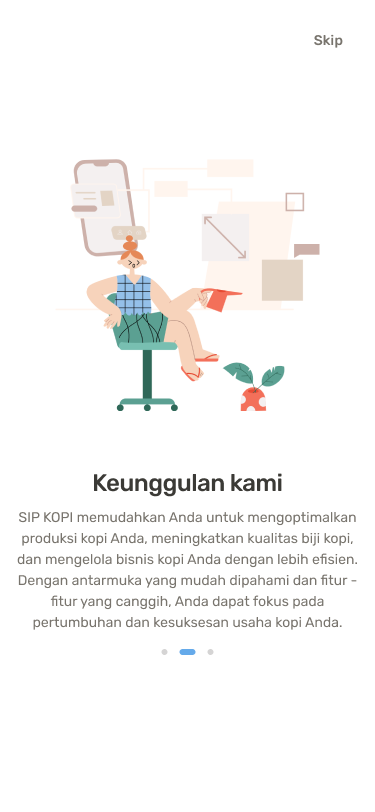 Skip
Keunggulan kami
SIP KOPI memudahkan Anda untuk mengoptimalkan
produksi kopi Anda, meningkatkan kualitas biji kopi,
dan mengelola bisnis kopi Anda dengan lebih efisien.
Dengan antarmuka yang mudah dipahami dan fitur -
fitur yang canggih, Anda dapat fokus pada
pertumbuhan dan kesuksesan usaha kopi Anda.